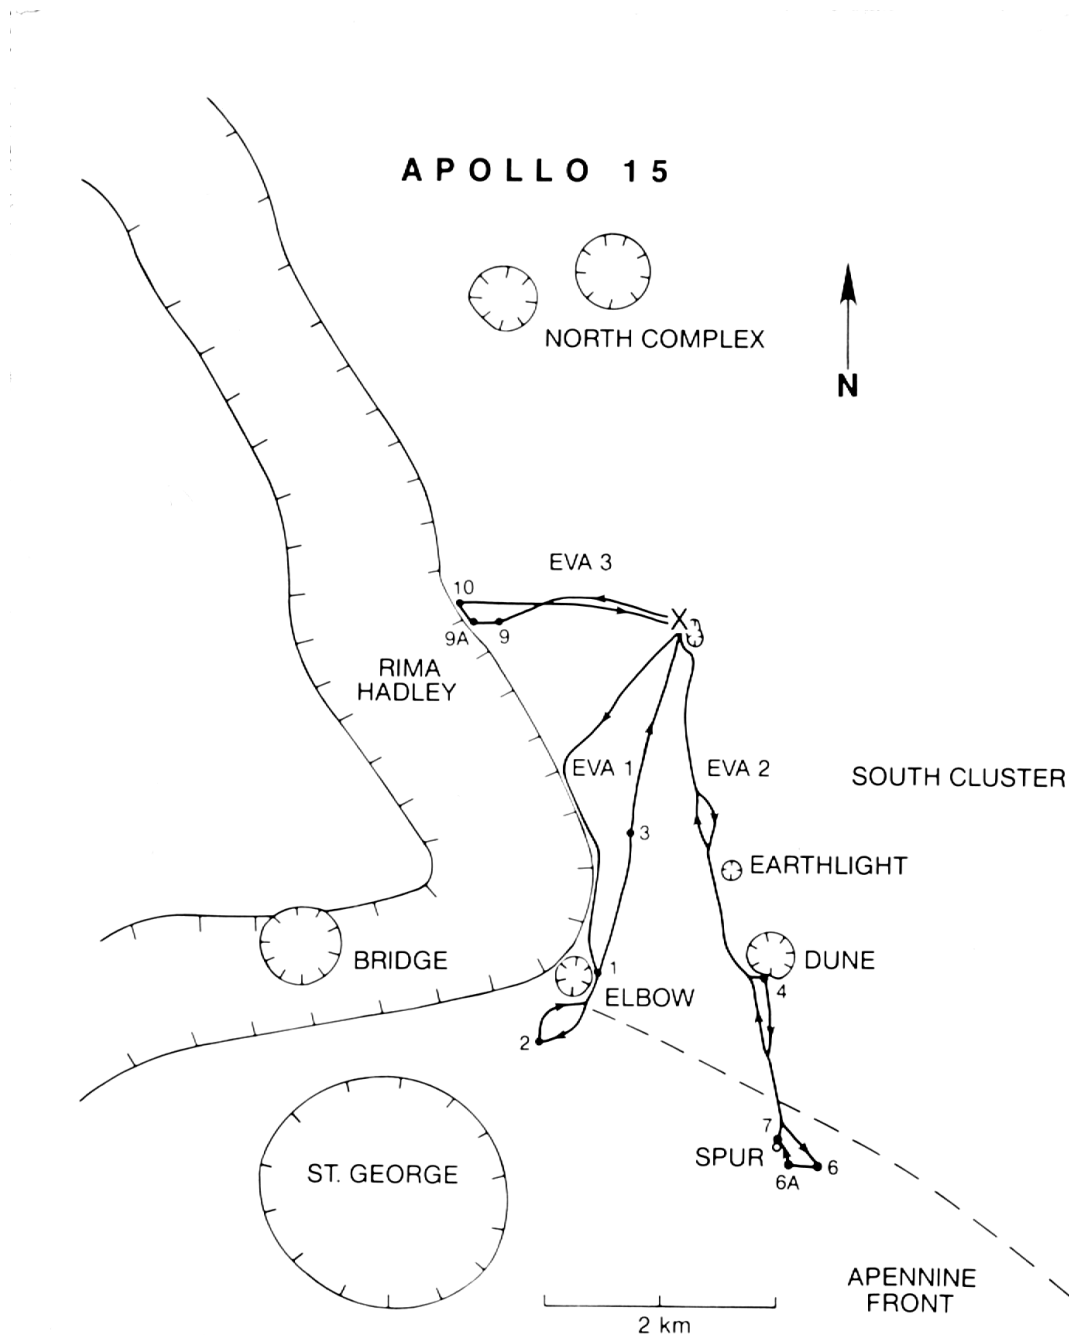 APOLLO 15
NORTH COMPLEX
N
EVA 3
10
X
9A
9
RIMA
HADLEY
EVA 1
EVA 2
SOUTH CLUSTER
3
EARTHLIGHT
BRIDGE
DUNE
1
4
ELBOW
2
7
SPUR
6
6A
ST. GEORGE
APENNINE
FRONT
2 km